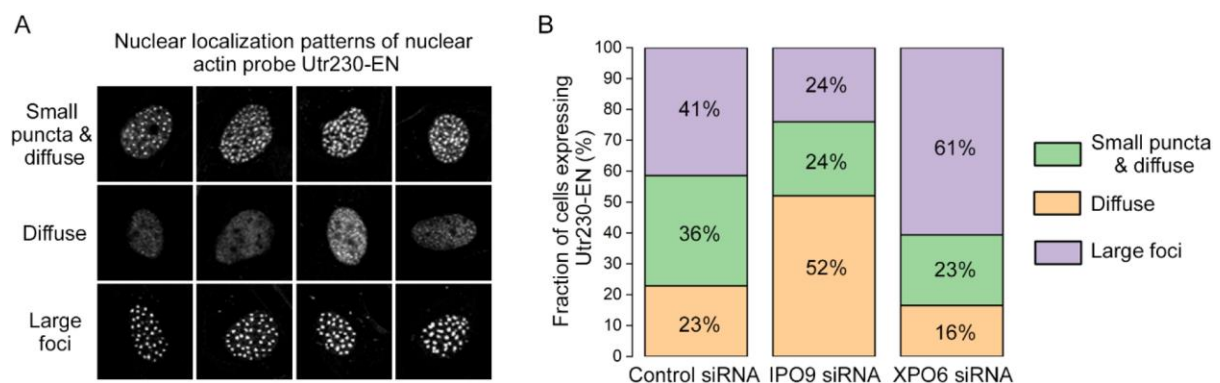 A
Nuclear localization patterns of nuclear
actin probe Utr230-EN
Small
puncta &
diffuse
Diffuse
Large
foci
B
Fraction of cells expressing
Utr230-EN (%)
100
90
80
70
60
50
40
30
20
10
0
41%
36%
23%
24%
24%
52%
61%
23%
16%
Control siRNA
IPO9 siRNA
XPO6 siRNA
Small puncta
& diffuse
Diffuse
Large foci